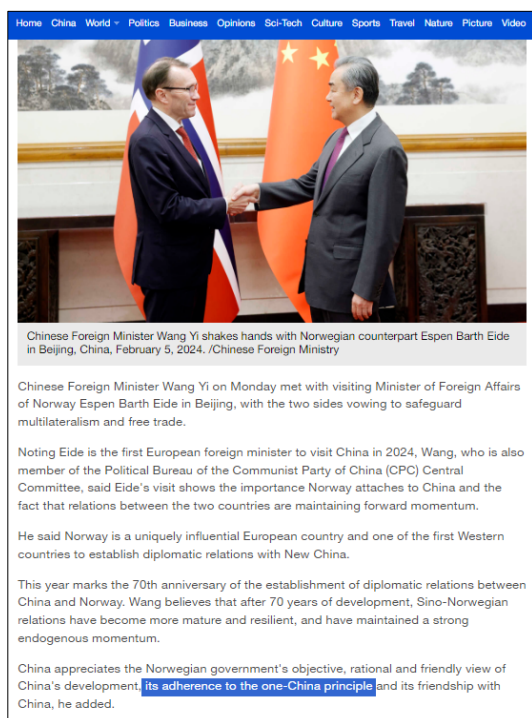 Home China World Politics Business Opinions Sci-Tech Culture Sports Travel Nature Picture Video
Chinese Foreign Minister Wang Yi shakes hands with Norwegian counterpart Espen Barth Eide
in Beijing, China, February 5, 2024. /Chinese Foreign Ministry
Chinese Foreign Minister Wang Yi on Monday met with visiting Minister of Foreign Affairs
of Norway Espen Barth Eide in Beijing, with the two sides vowing to safeguard
multilateralism and free trade.
Noting Eide is the first European foreign minister to visit China in 2024, Wang, who is also
member of the Political Bureau of the Communist Party of China (CPC) Central
Committee, said Eide's visit shows the importance Norway attaches to China and the
fact that relations between the two countries are maintaining forward momentum.
He said Norway is a uniquely influential European country and one of the first Western
countries to establish diplomatic relations with New China.
This year marks the 70th anniversary of the establishment of diplomatic relations between
China and Norway. Wang believes that after 70 years of development, Sino-Norwegian
relations have become more mature and resilient, and have maintained a strong
endogenous momentum.
China appreciates the Norwegian government's objective, rational and friendly view of
China's development, its adherence to the one-China principle and its friendship with
China, he added.